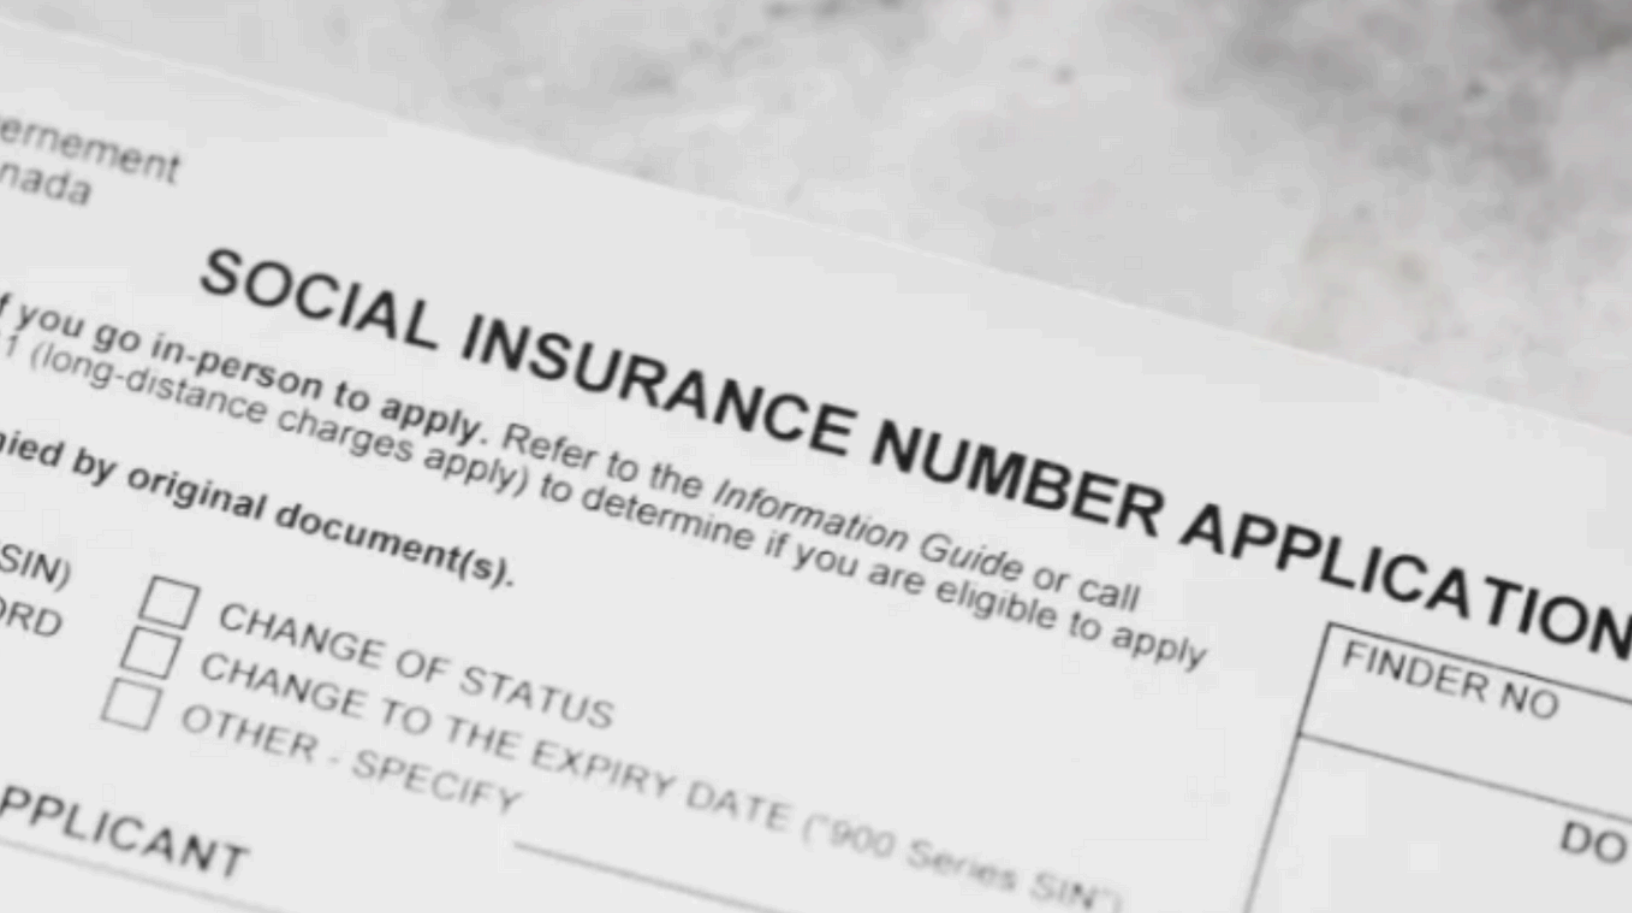 ernement
nada
SOCIAL INSURANCE NUMBER APPLICATION
f you go in-person to apply. Refer to the Information Guide or call
1 (long-distance charges apply) to determine if you are eligible to apply
nied by original document(s).
SIN)
ORD
CHANGE OF STATUS
CHANGE TO THE EXPIRY DATE ("900 Series SIN")
OTHER - SPECIFY
FINDER NO
DO
PPLICANT